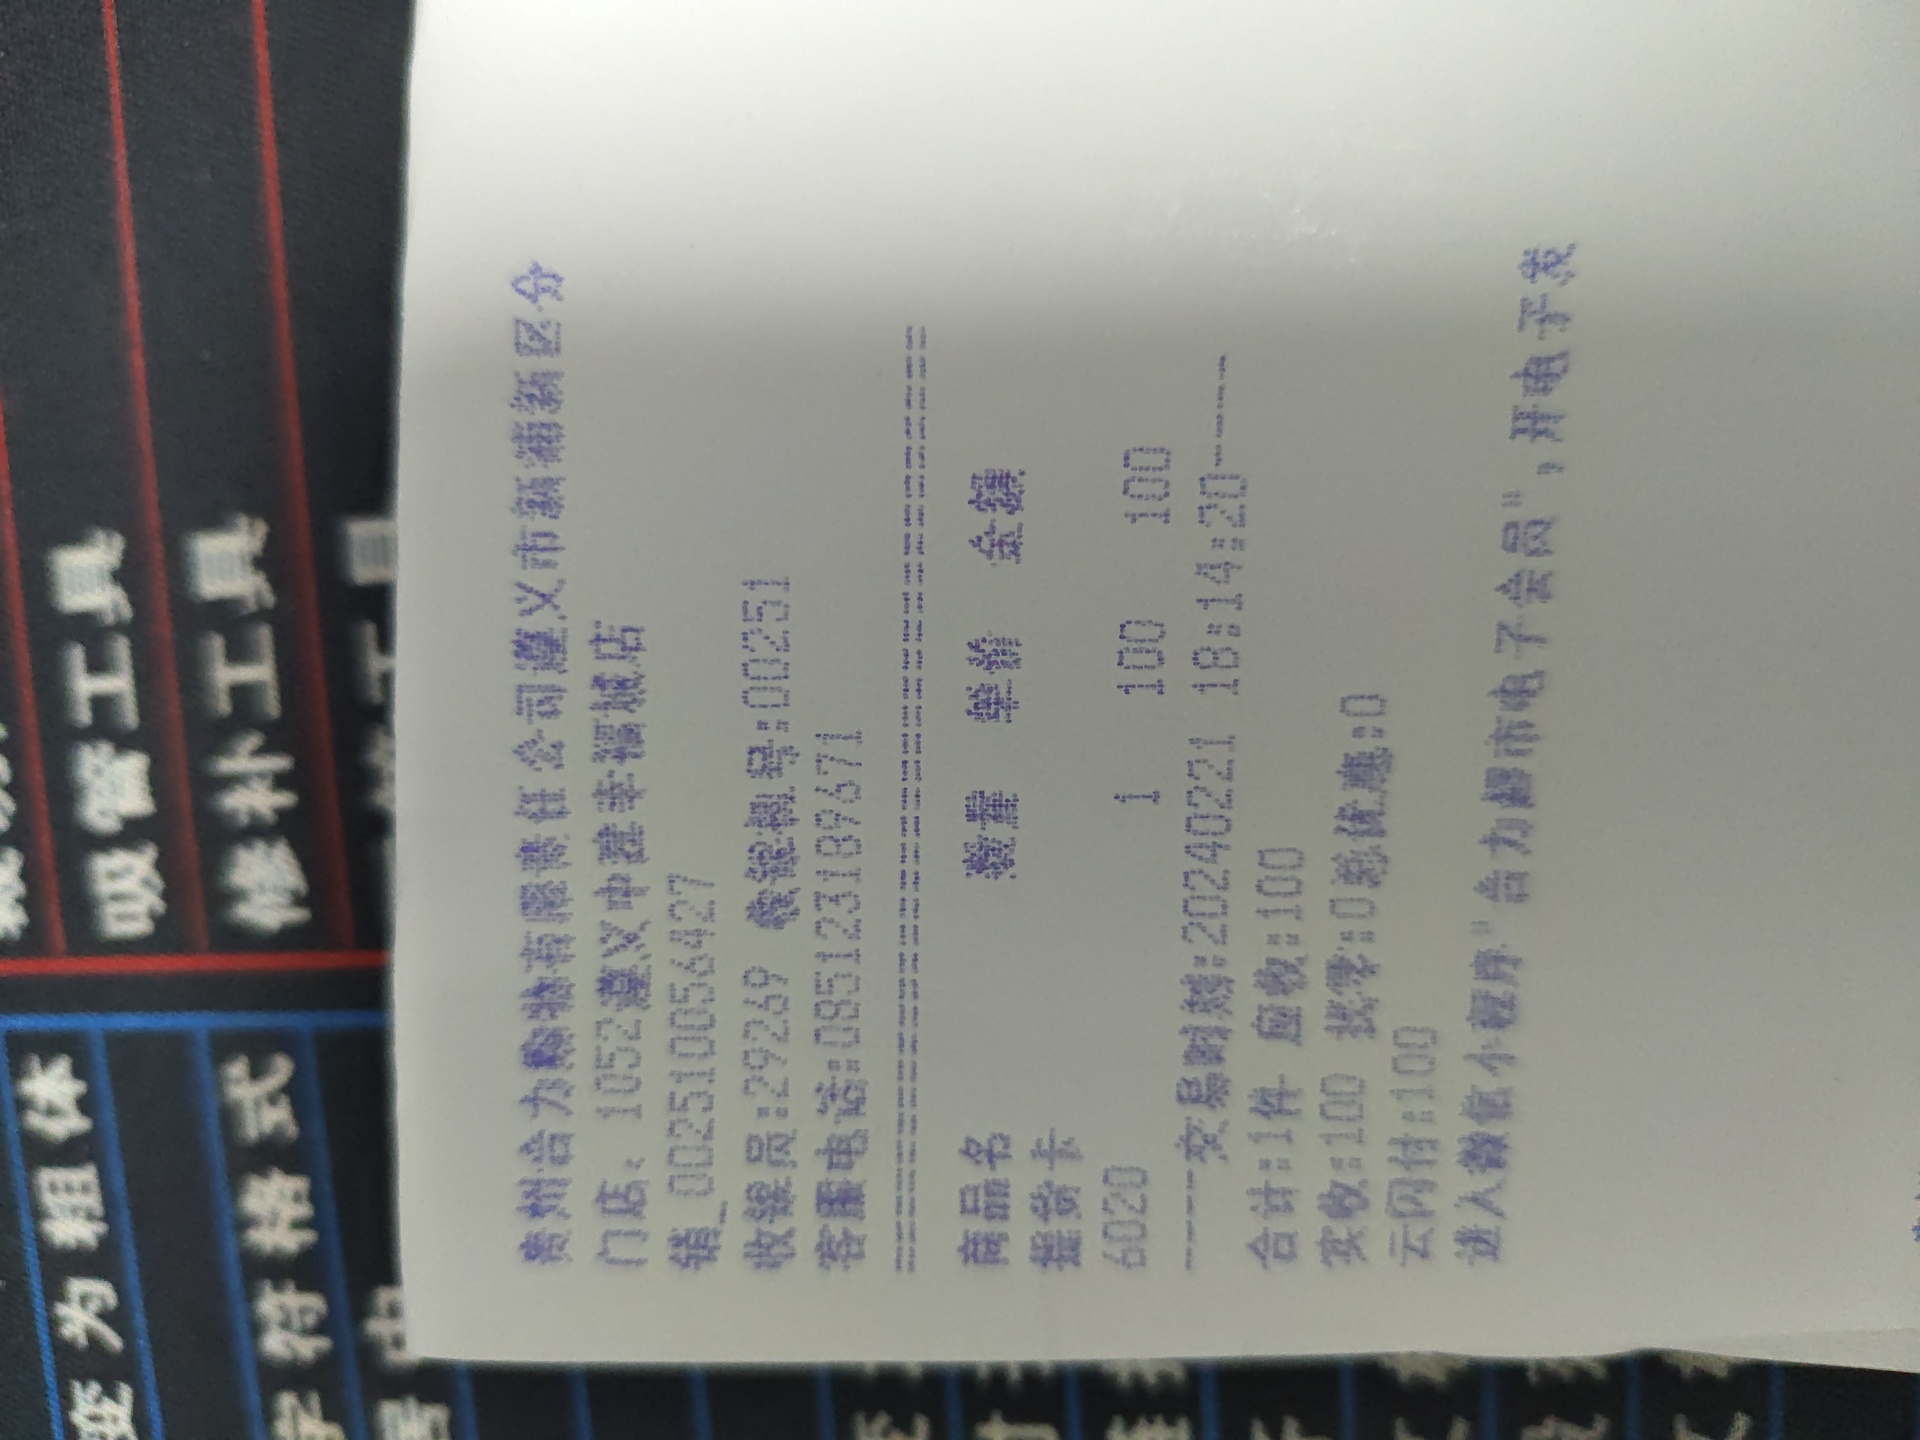 贵州合力购物有限责任公司遵义市新浦新区分
门店: 1052遵义中建幸福城店
销_002510056427
收银员:29269 收银机号:00251
客服电话:085123189671
商品名 数量 单价 金额
提货卡
6020 1 100 100
----交易时刻:20240221 18:14:20------
合计:1件 应收:100
实收:100 找零:0总优惠:0
云闪付:100
进入微信小程序"合力超市电子会员",开电子发
吸管工具
修补工具
变为粗体
字符格式